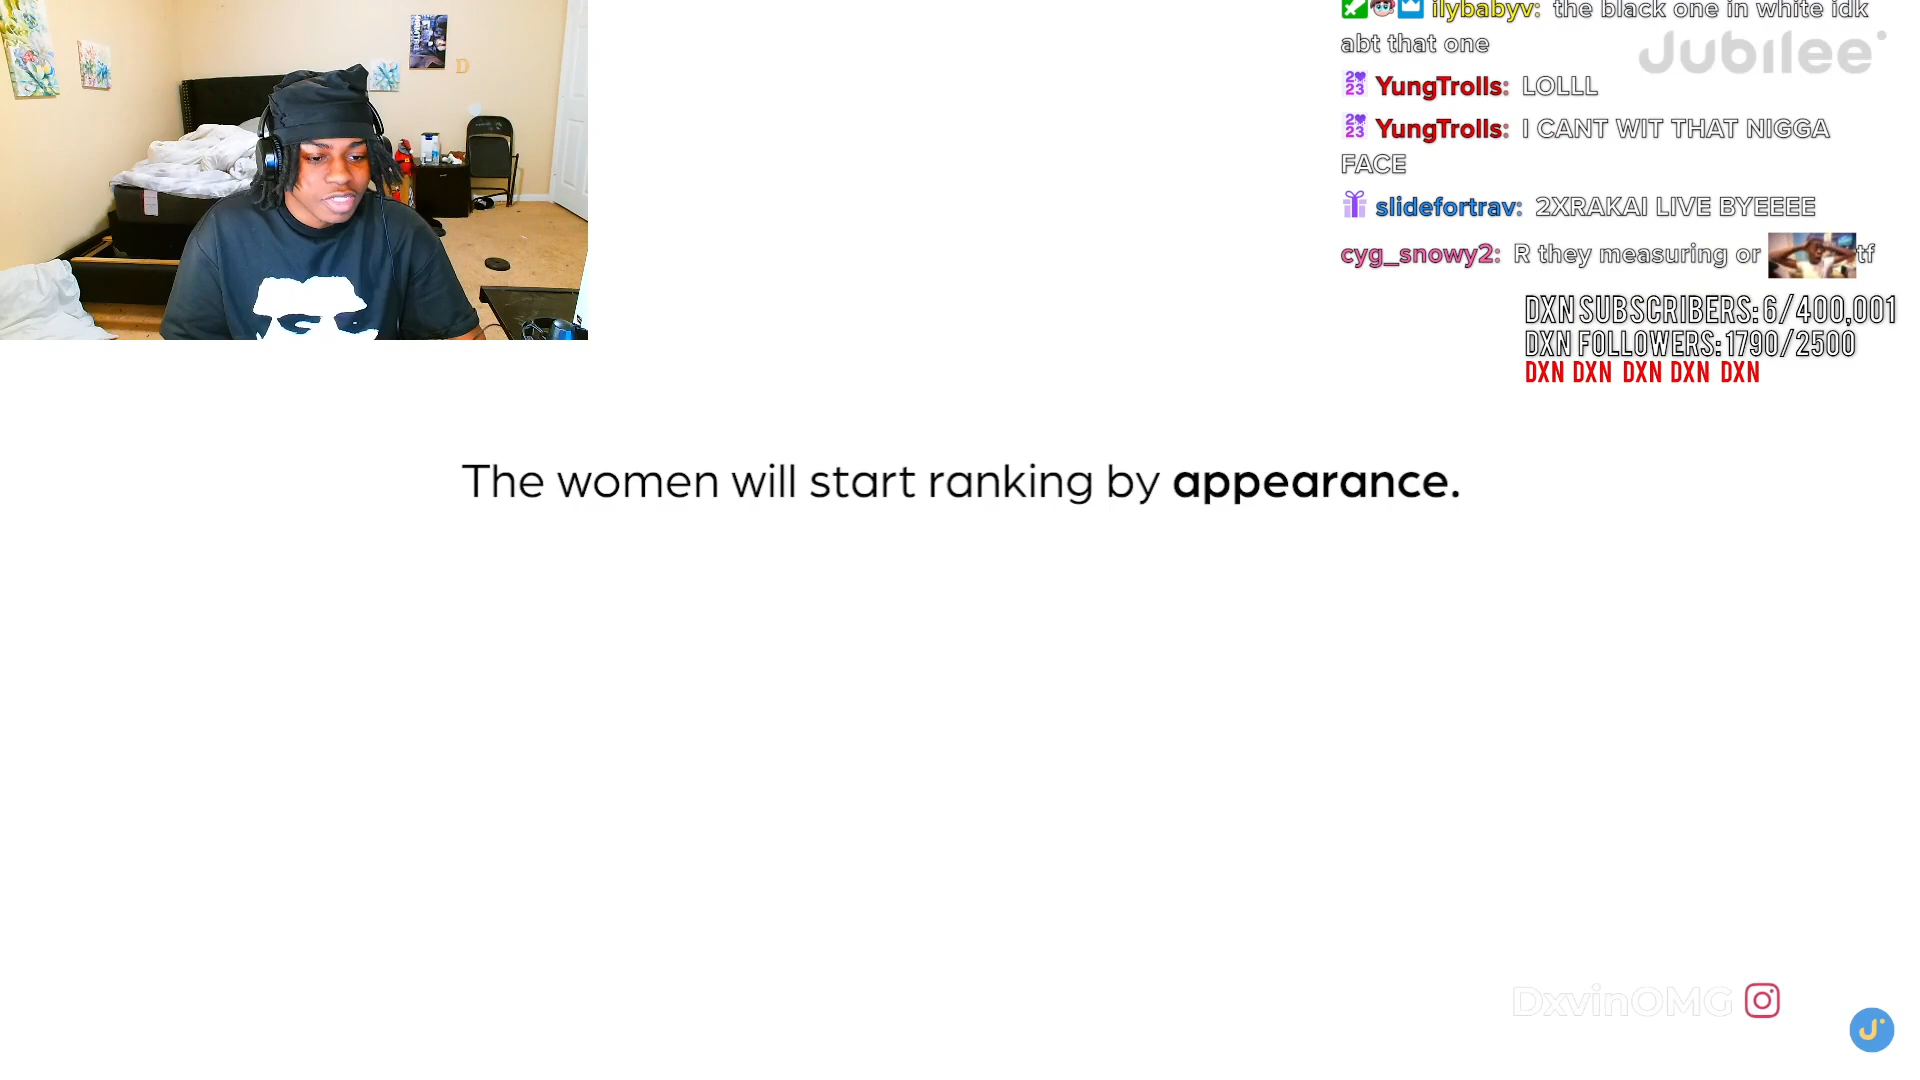 ilybabyv: the black one in white idk
abt that one
Jubilee
YungTrolls: LOLLL
YungTrolls: I CANT WIT THAT NIGGA
FACE
slidefortrav: 2XRAKAI LIVE BYEEEE
cyg_snowy2: R they measuring or tf
DXN SUBSCRIBERS: 6/400,001
DXN FOLLOWERS: 1790/2500
DXN DXN DXN DXN DXN
The women will start ranking by appearance.
DxvinOMG
D